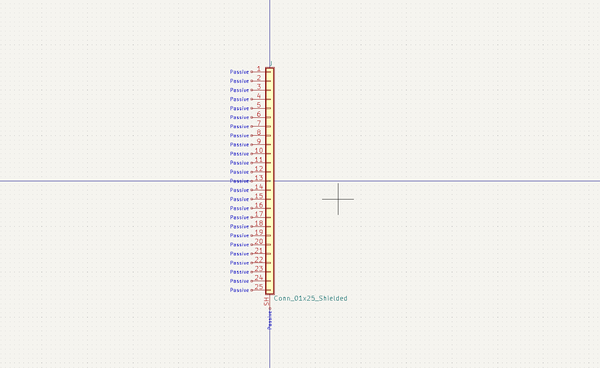 J
Passive 1
Passive 2
Passive 3
Passive 4
Passive 5
Passive 6
Passive 7
Passive 8
Passive 9
Passive 10
Passive 11
Passive 12
Passive 13
Passive 14
Passive 15
Passive 16
Passive 17
Passive 18
Passive 19
Passive 20
Passive 21
Passive 22
Passive 23
Passive 24
Passive 25
SH
Conn_01x25_Shielded
Passive